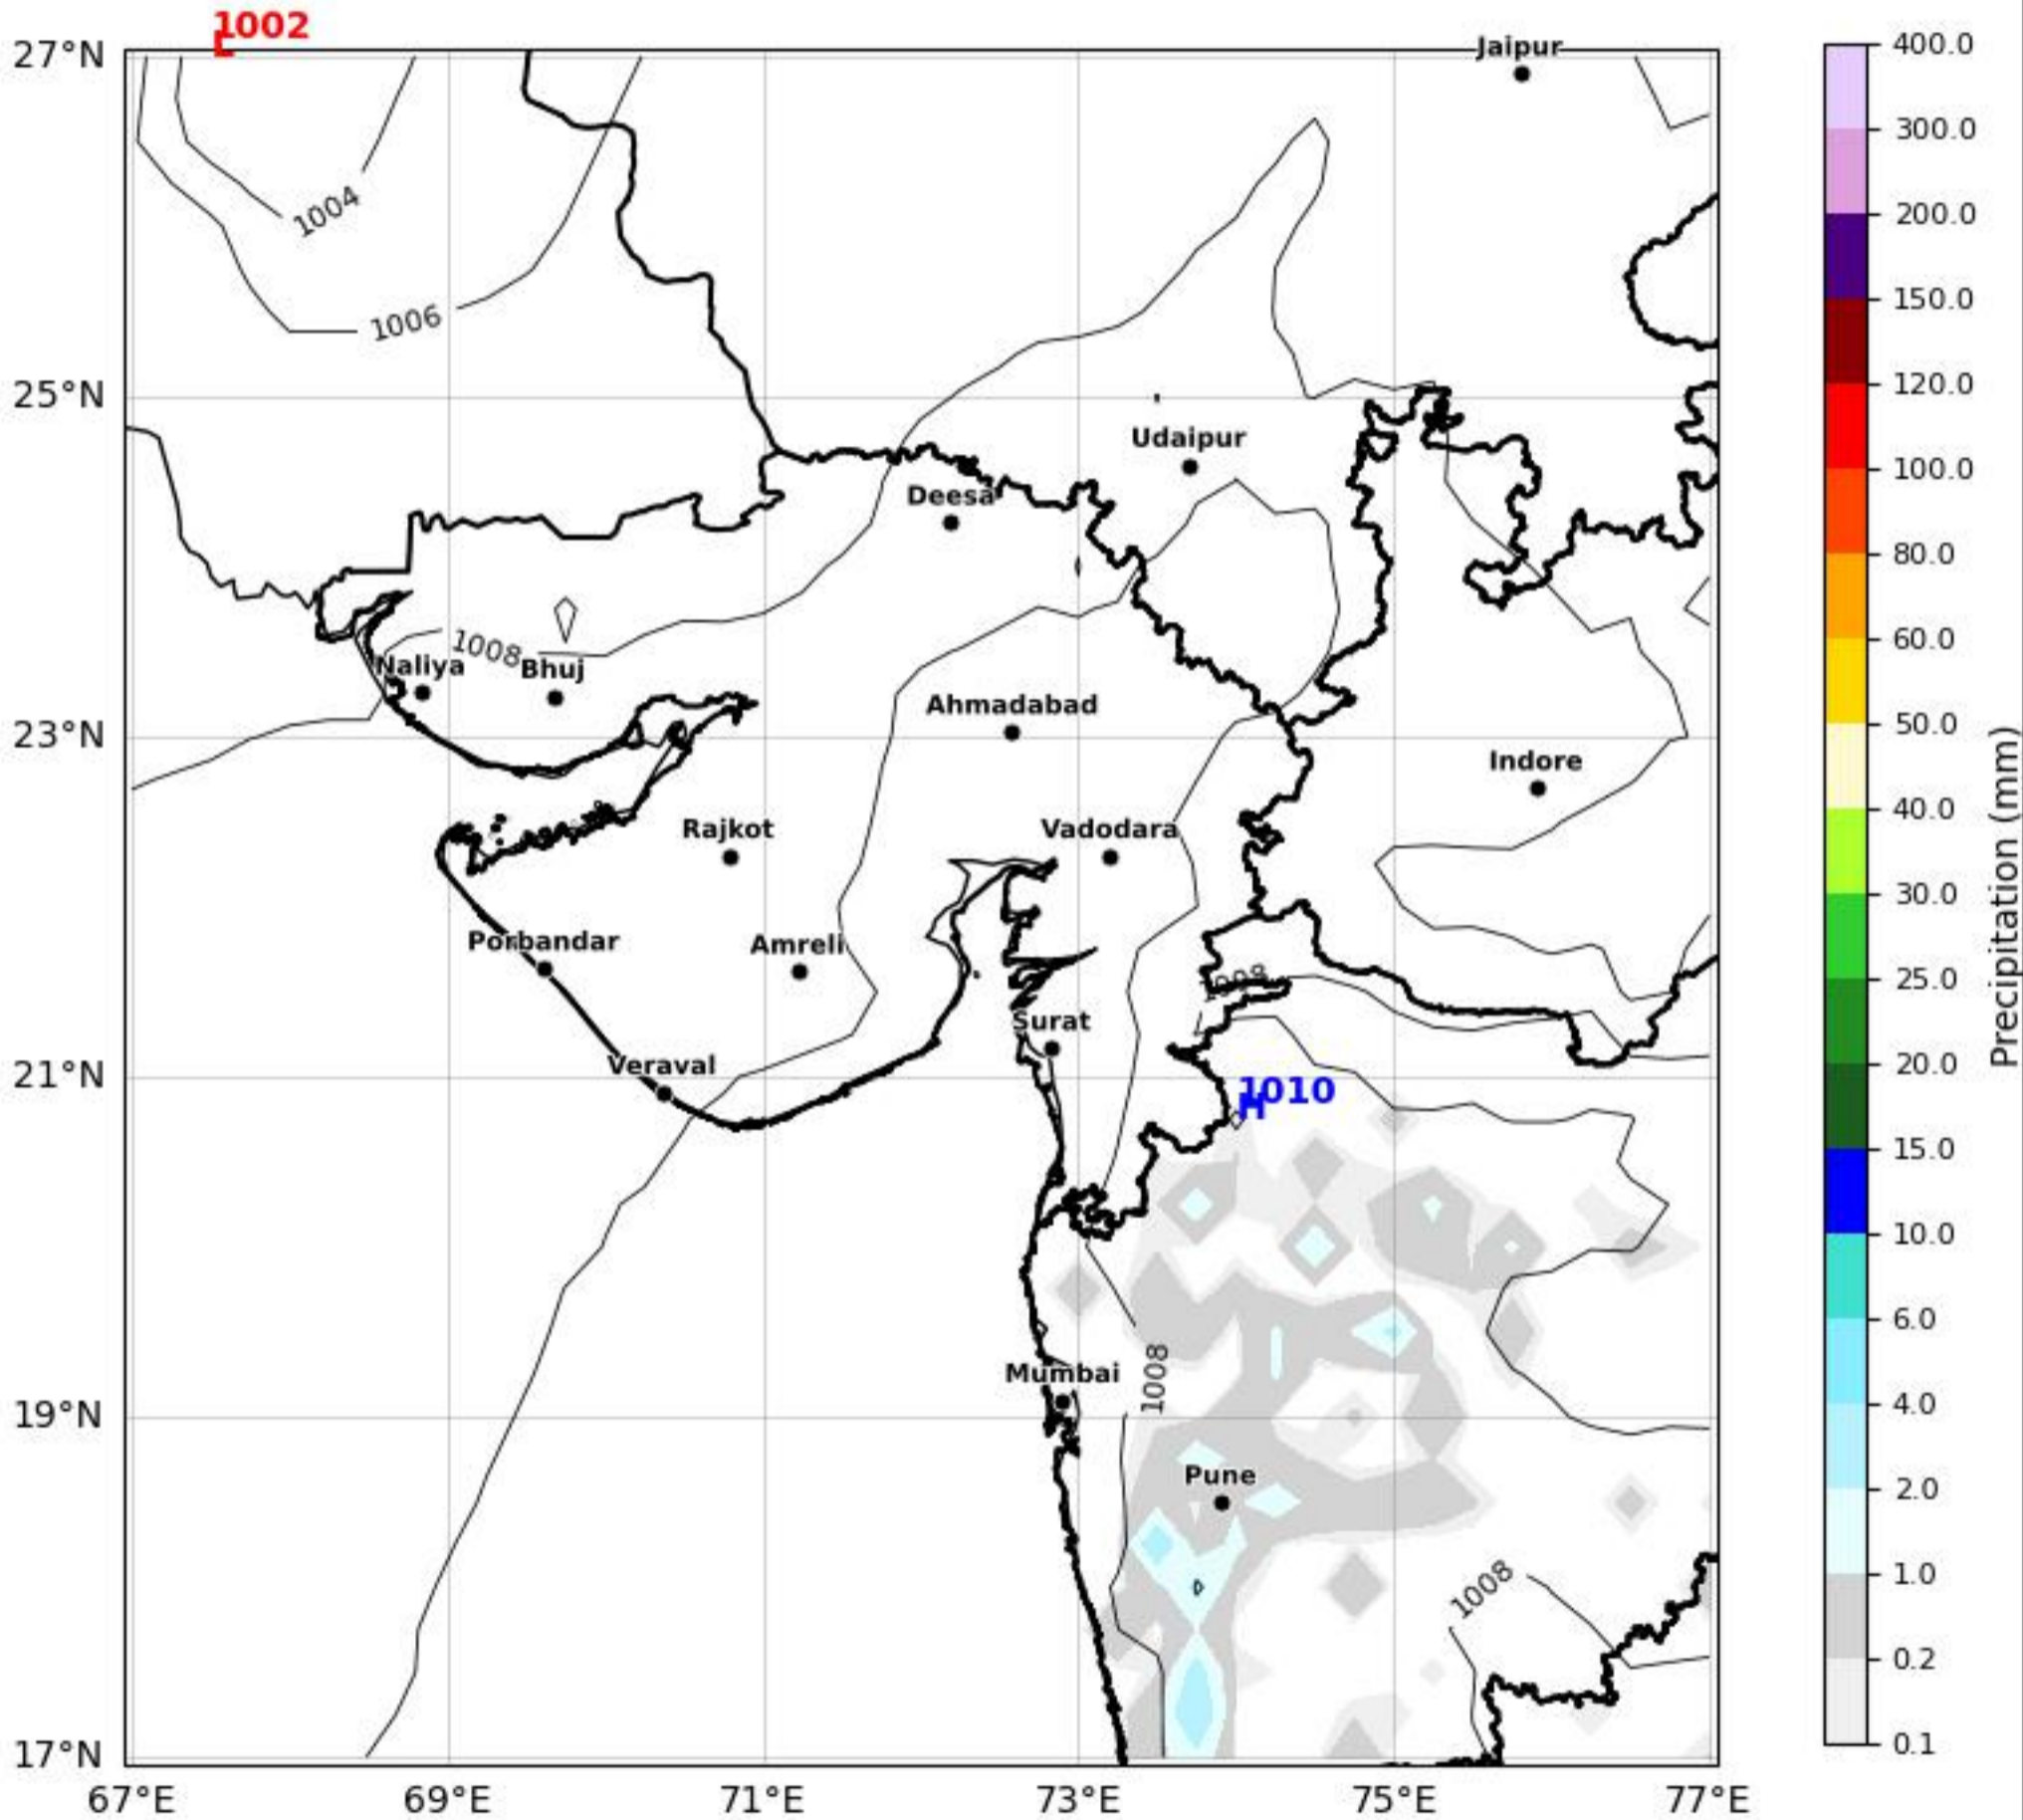 1002
L
27°N
Jaipur
400.0
300.0
1004
200.0
1006
150.0
120.0
25°N
Udaipur
100.0
Deesa
80.0
60.0
1008
Naliya
Bhuj
Ahmadabad
50.0
23°N
Indore
40.0
Rajkot
Vadodara
30.0
Porbandar
Amreli
25.0
1008
Surat
20.0
Veraval
21°N
1010
H
15.0
10.0
6.0
Mumbai
1008
4.0
19°N
Pune
2.0
1.0
1008
0.2
17°N
0.1
67°E
69°E
71°E
73°E
75°E
77°E
Precipitation (mm)